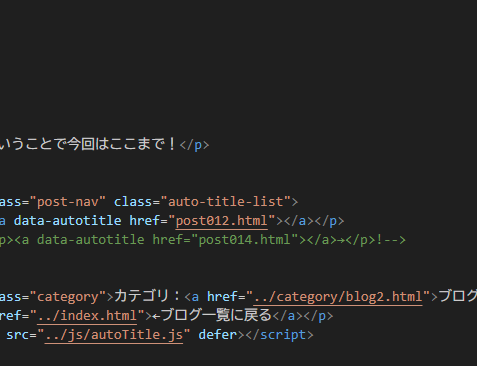 いうことで今回はここまで！</p>
ass="post-nav" class="auto-title-list">
a data-autotitle href="post012.html"></a></p>
p><a data-autotitle href="post014.html"></a>→</p>!-->
ass="category">カテゴリ：<a href="../category/blog2.html">ブログ
ref="../index.html">←ブログ一覧に戻る</a></p>
src="../js/autoTitle.js" defer></script>